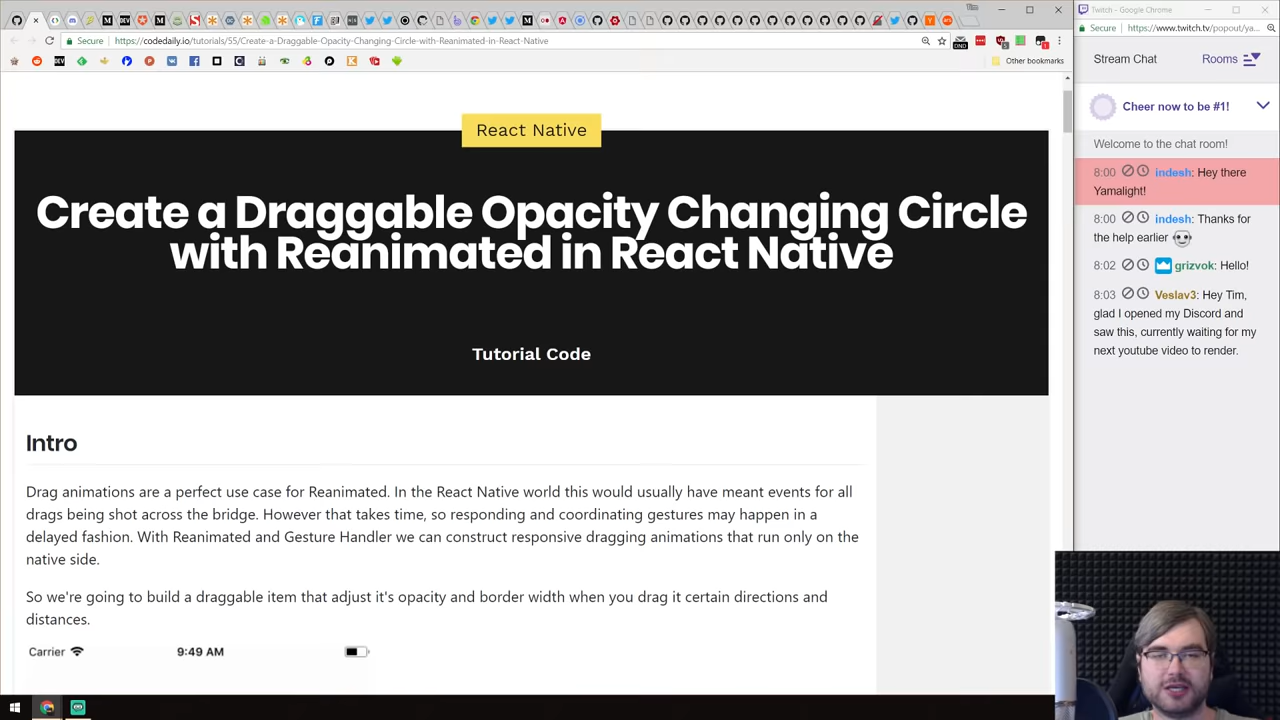 Secure
https://codedaily.io/tutorials/55/Create-a-Draggable-Opacity-Changing-Circle-with-Reanimated-in-React-Native
Other bookmarks
React Native
Create a Draggable Opacity Changing Circle
with Reanimated in React Native
Tutorial Code
Intro
Drag animations are a perfect use case for Reanimated. In the React Native world this would usually have meant events for all
drags being shot across the bridge. However that takes time, so responding and coordinating gestures may happen in a
delayed fashion. With Reanimated and Gesture Handler we can construct responsive dragging animations that run only on the
native side.
So we're going to build a draggable item that adjust it's opacity and border width when you drag it certain directions and
distances.
Carrier 9:49 AM
Twitch - Google Chrome
Secure https://www.twitch.tv/popout/ya...
Stream Chat Rooms
Cheer now to be #1!
Welcome to the chat room!
8:00 indesh: Hey there
Yamalight!
8:00 indesh: Thanks for
the help earlier
8:02 grizvok: Hello!
8:03 Veslav3: Hey Tim,
glad I opened my Discord and
saw this, currently waiting for my
next youtube video to render.